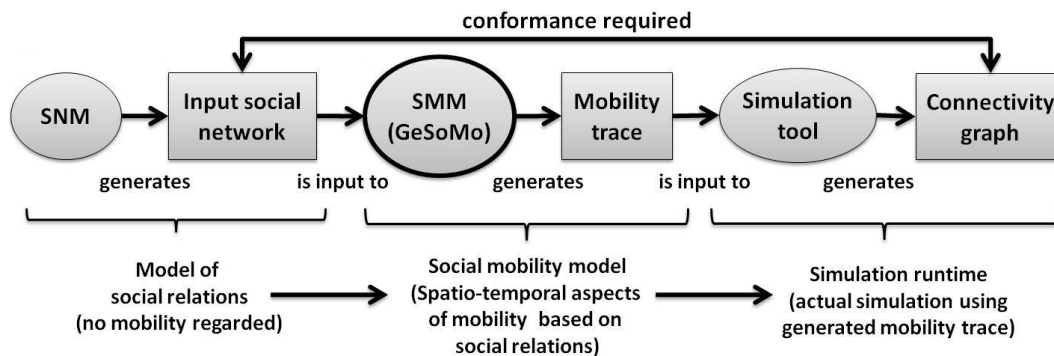 conformance required
SNM
Input social
network
SMM
(GeSoMo)
Mobility
trace
Simulation
tool
Connectivity
graph
generates
is input to
generates
is input to
generates
Model of
social relations
(no mobility regarded)
Social mobility model
(Spatio-temporal aspects
of mobility based on
social relations)
Simulation runtime
(actual simulation using
generated mobility trace)